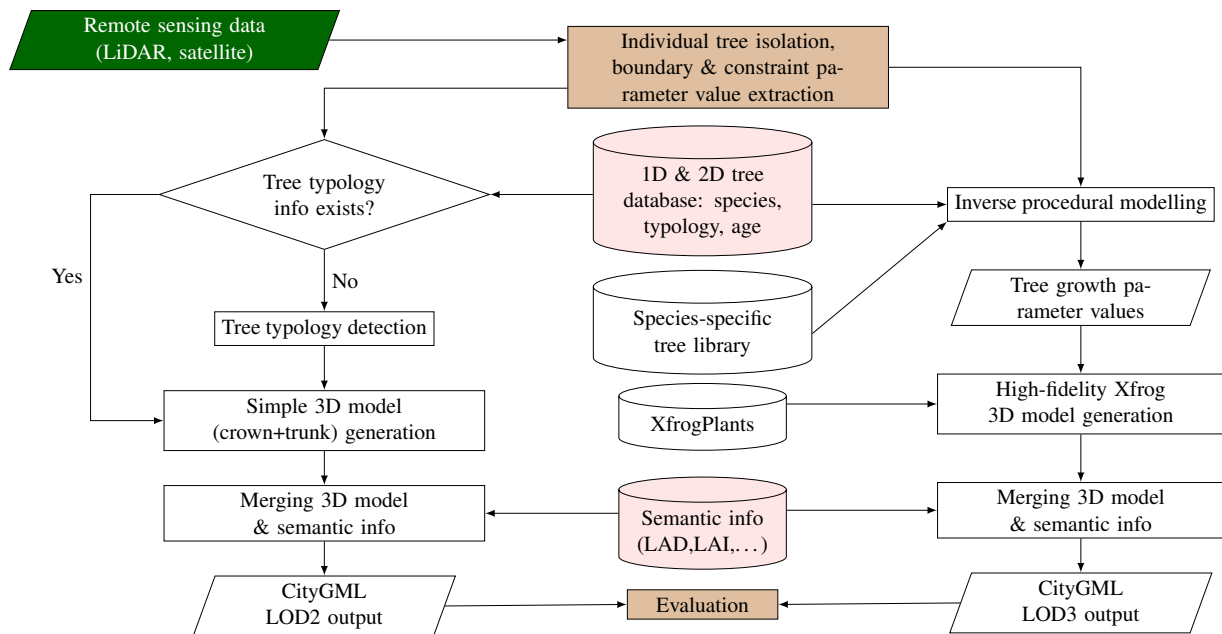 Remote sensing data
(LiDAR, satellite)
Individual tree isolation,
boundary & constraint pa-
rameter value extraction
Tree typology
info exists?
1D & 2D tree
database: species,
typology, age
Inverse procedural modelling
Yes
No
Species-specific
tree library
Tree growth pa-
rameter values
Tree typology detection
Simple 3D model
(crown+trunk) generation
XfrogPlants
High-fidelity Xfrog
3D model generation
Merging 3D model
& semantic info
Semantic info
(LAD,LAI,...)
Merging 3D model
& semantic info
CityGML
LOD2 output
Evaluation
CityGML
LOD3 output